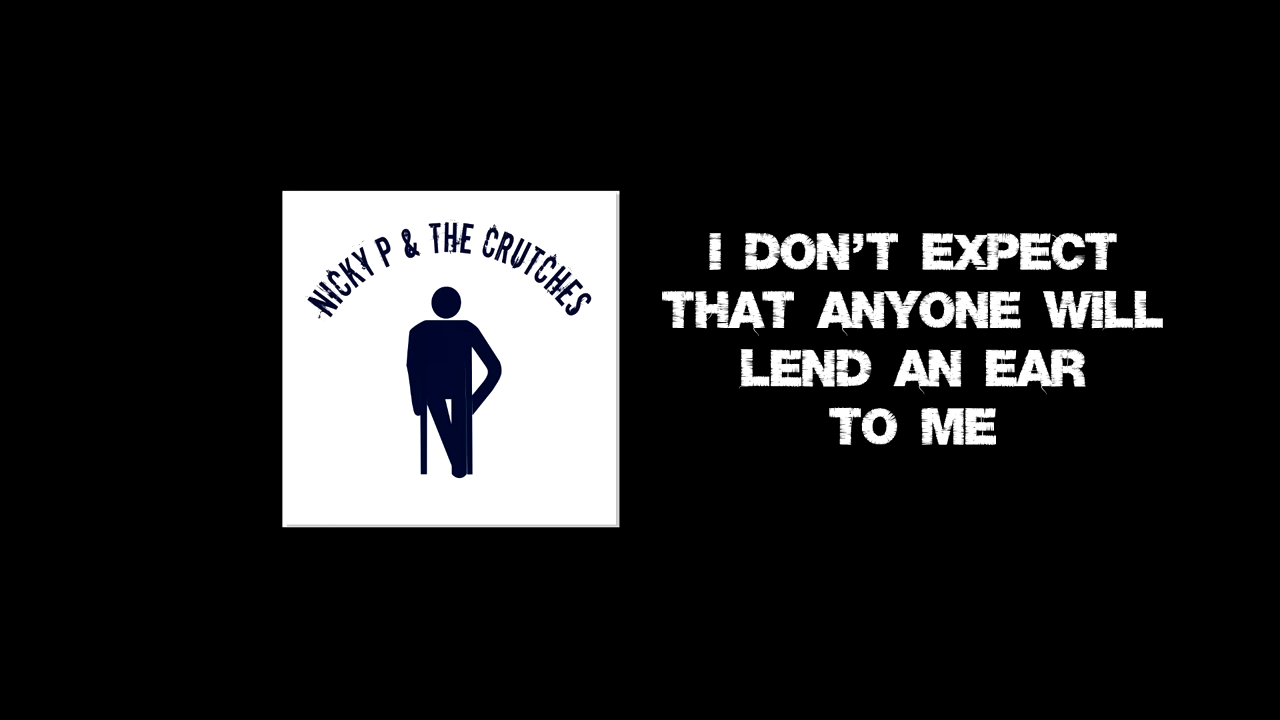 NICKY P & THE CRUTCHES
I DON'T EXPECT
THAT ANYONE WILL
LEND AN EAR
TO ME